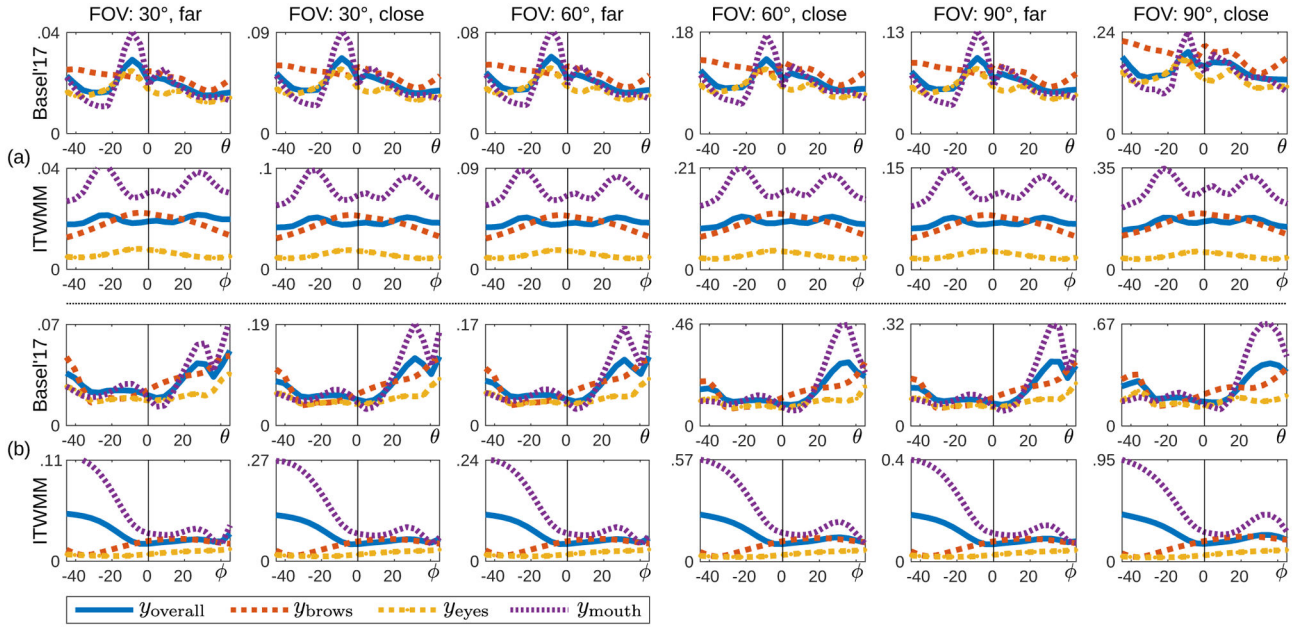 FOV: 30°, far FOV: 30°, close FOV: 60°, far FOV: 60°, close FOV: 90°, far FOV: 90°, close
(a)
Basel'17
.04 .09 .08 .18 .13 .24
0 0 0 0 0 0
-40 -20 0 20 θ -40 -20 0 20 θ -40 -20 0 20 θ -40 -20 0 20 θ -40 -20 0 20 θ -40 -20 0 20 θ
ITWMM
.04 .1 .09 .21 .15 .35
0 0 0 0 0 0
-40 -20 0 20 ϕ -40 -20 0 20 ϕ -40 -20 0 20 ϕ -40 -20 0 20 ϕ -40 -20 0 20 ϕ -40 -20 0 20 ϕ
(b)
Basel'17
.07 .19 .17 .46 .32 .67
0 0 0 0 0 0
-40 -20 0 20 θ -40 -20 0 20 θ -40 -20 0 20 θ -40 -20 0 20 θ -40 -20 0 20 θ -40 -20 0 20 θ
ITWMM
.11 .27 .24 .57 0.4 .95
0 0 0 0 0 0
-40 -20 0 20 ϕ -40 -20 0 20 ϕ -40 -20 0 20 ϕ -40 -20 0 20 ϕ -40 -20 0 20 ϕ -40 -20 0 20 ϕ
y_overall y_brows y_eyes y_mouth